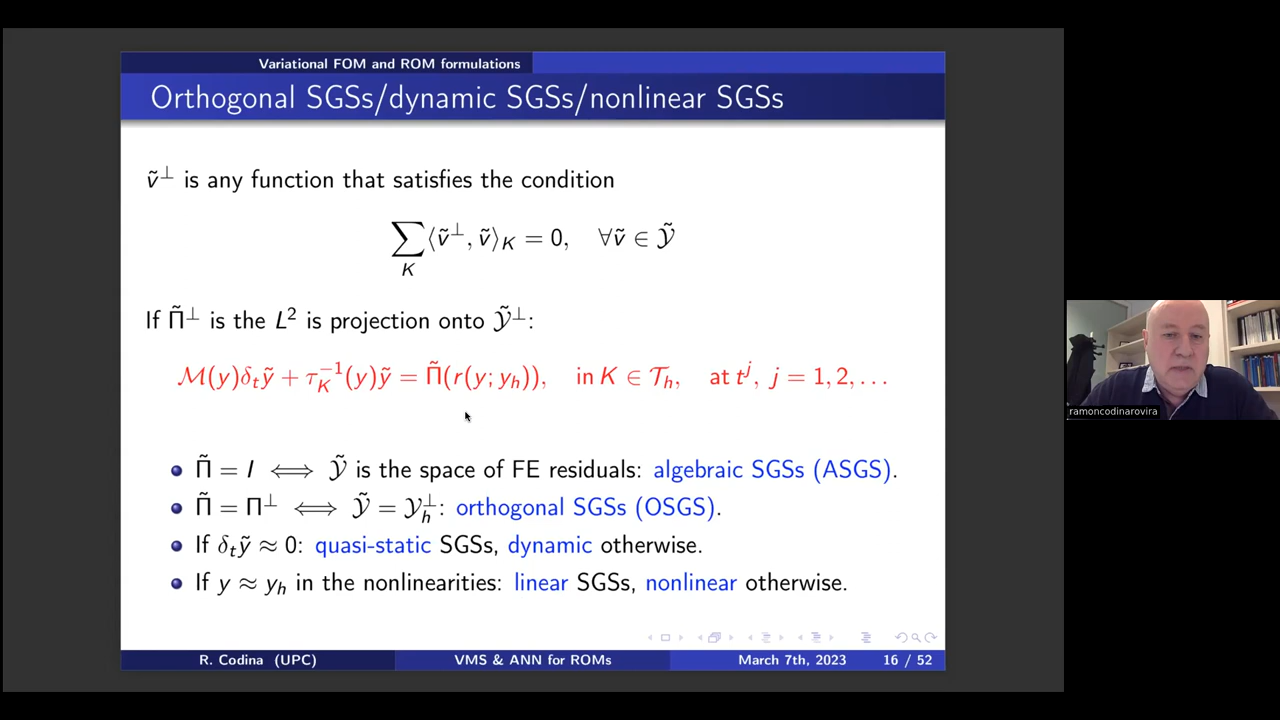 Variational FOM and ROM formulations
Orthogonal SGSs/dynamic SGSs/nonlinear SGSs
ṽ⊥ is any function that satisfies the condition
∑_K ⟨ṽ⊥, ṽ⟩_K = 0, ∀ṽ ∈ 𝒴̃
If Π̃⊥ is the L² is projection onto 𝒴̃⊥:
ℳ(y)δ_tỹ + τ_K⁻¹(y)ỹ = Π̃(r(y; y_h)), in K ∈ 𝒯_h, at t^j, j = 1, 2, . . .
Π̃ = I ⟺ 𝒴̃ is the space of FE residuals: algebraic SGSs (ASGS).
Π̃ = Π⊥ ⟺ 𝒴̃ = 𝒴_h⊥: orthogonal SGSs (OSGS).
If δ_tỹ ≈ 0: quasi-static SGSs, dynamic otherwise.
If y ≈ y_h in the nonlinearities: linear SGSs, nonlinear otherwise.
R. Codina (UPC) VMS & ANN for ROMs March 7th, 2023 16 / 52
ramoncodinarovira